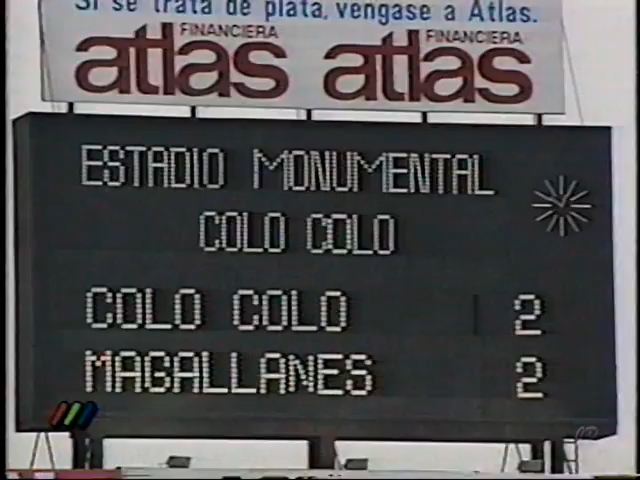 Si se trata de plata, vengase a Atlas.
FINANCIERA FINANCIERA
atlas atlas
ESTADIO MONUMENTAL
COLO COLO
COLO COLO 2
MAGALLANES 2